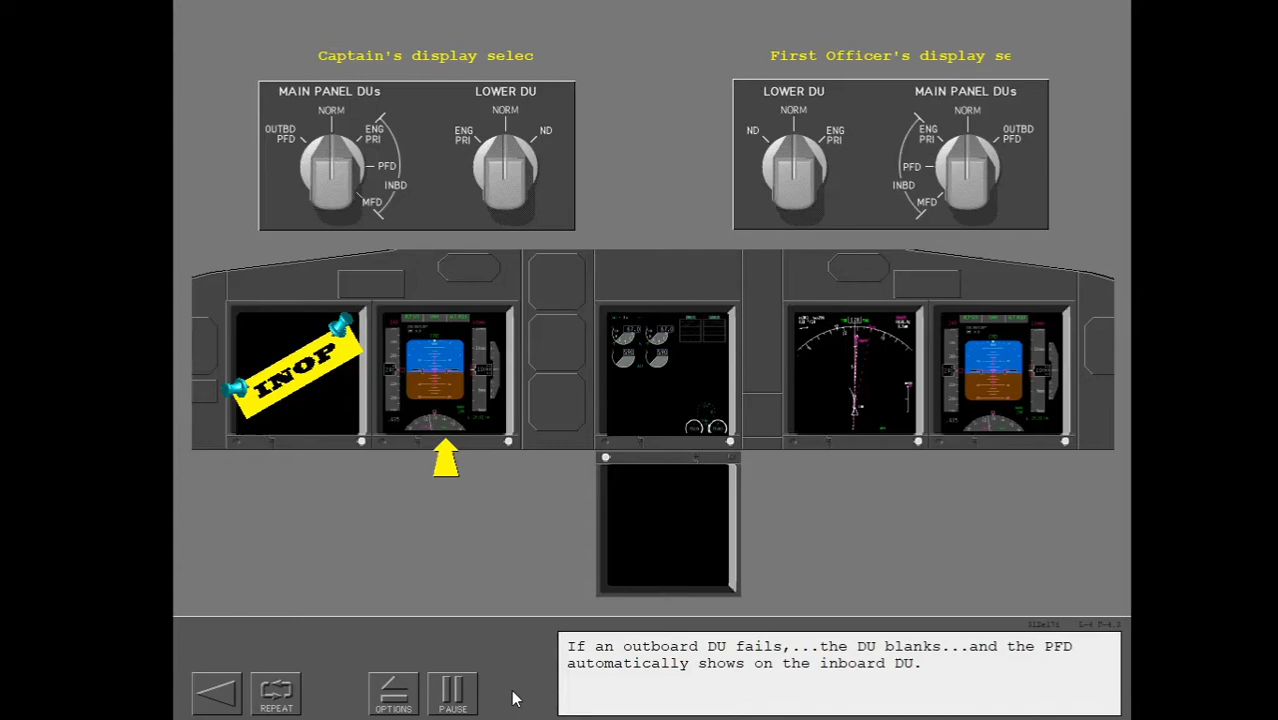 Captain's display selec
First Officer's display se
MAIN PANEL DUs
LOWER DU
NORM
OUTBD
PFD
ENG
PRI
PFD
INBD
MFD
NORM
ENG
PRI
ND
LOWER DU
MAIN PANEL DUs
NORM
ND
ENG
PRI
NORM
ENG
PRI
OUTBD
PFD
PFD
INBD
MFD
INOP
If an outboard DU fails,...the DU blanks...and the PFD
automatically shows on the inboard DU.
REPEAT
OPTIONS
PAUSE